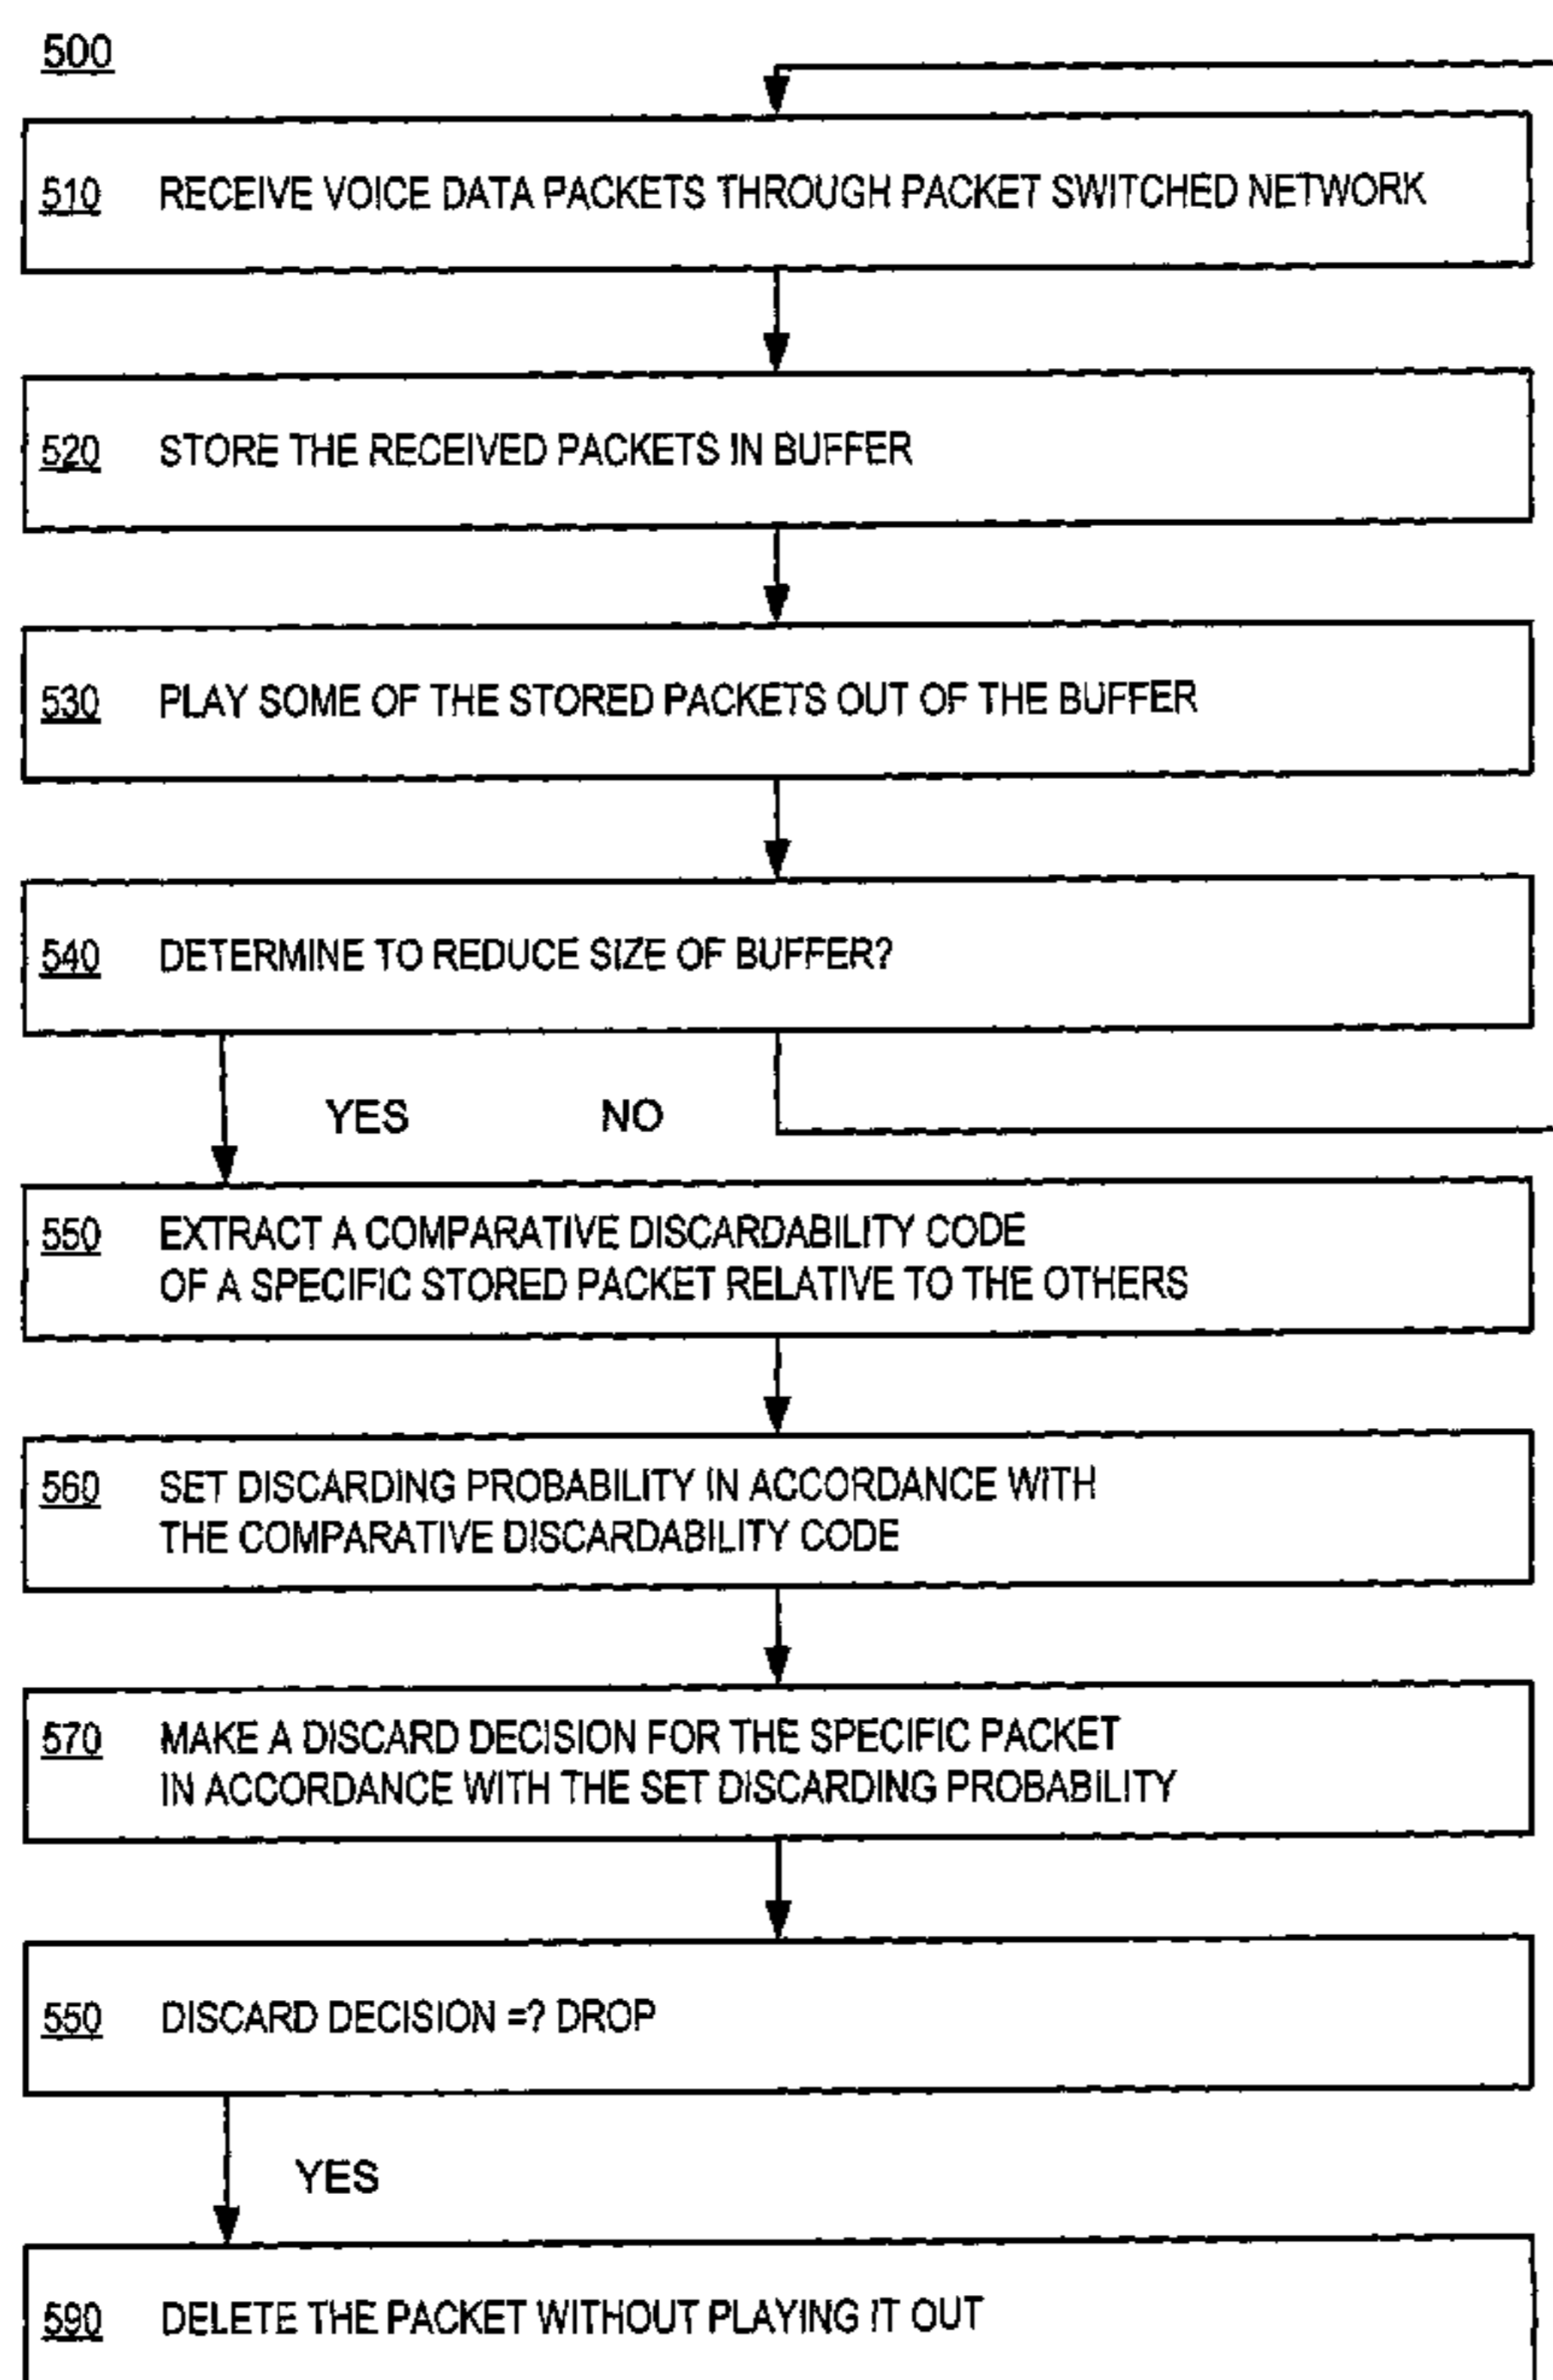 500
510 RECEIVE VOICE DATA PACKETS THROUGH PACKET SWITCHED NETWORK
520 STORE THE RECEIVED PACKETS IN BUFFER
530 PLAY SOME OF THE STORED PACKETS OUT OF THE BUFFER
540 DETERMINE TO REDUCE SIZE OF BUFFER?
YES NO
550 EXTRACT A COMPARATIVE DISCARDABILITY CODE
OF A SPECIFIC STORED PACKET RELATIVE TO THE OTHERS
560 SET DISCARDING PROBABILITY IN ACCORDANCE WITH
THE COMPARATIVE DISCARDABILITY CODE
570 MAKE A DISCARD DECISION FOR THE SPECIFIC PACKET
IN ACCORDANCE WITH THE SET DISCARDING PROBABILITY
550 DISCARD DECISION =? DROP
YES
590 DELETE THE PACKET WITHOUT PLAYING IT OUT